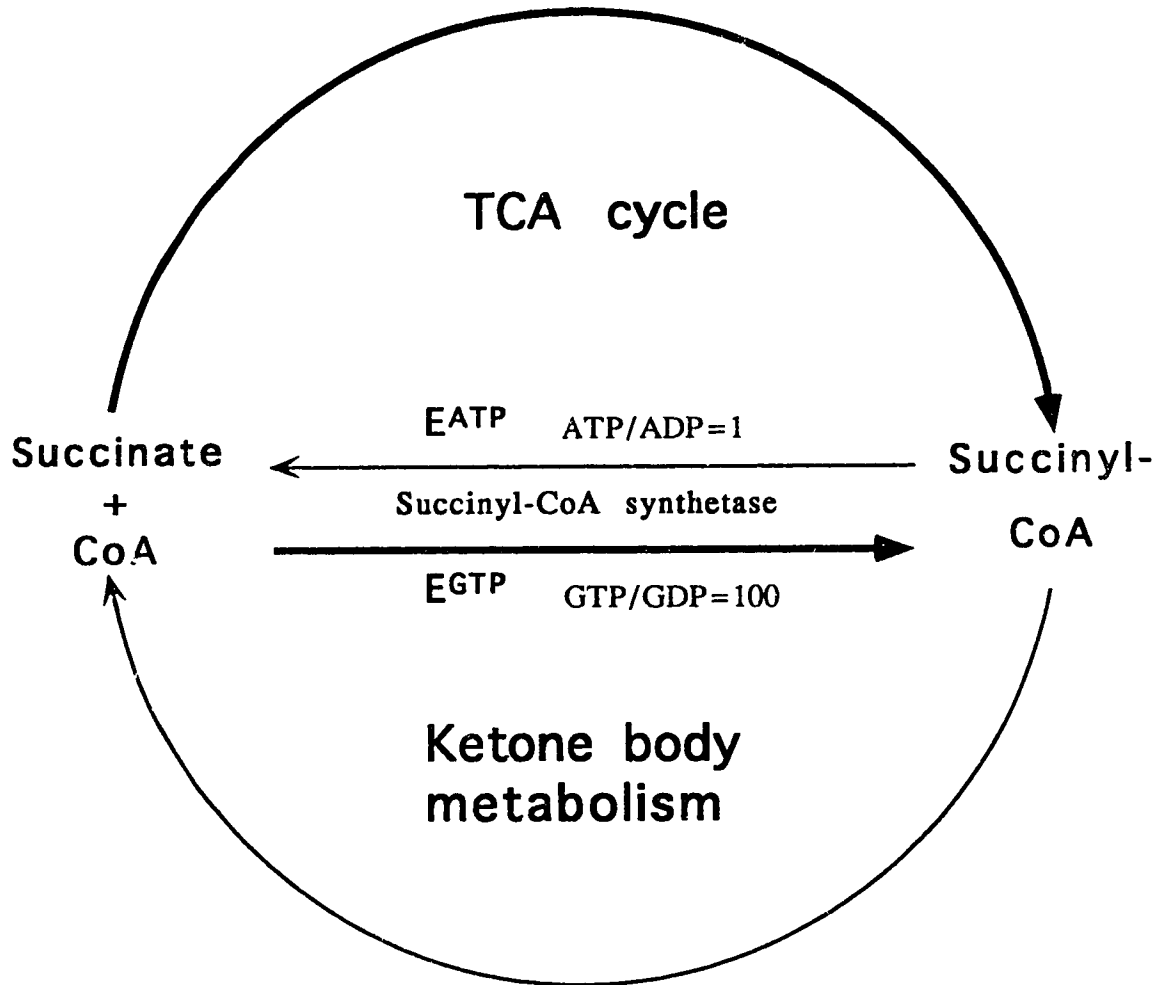 TCA cycle
EATP ATP/ADP=1
Succinate
+
CoA
Succinyl-CoA synthetase
Succinyl-
CoA
EGTP GTP/GDP=100
Ketone body
metabolism